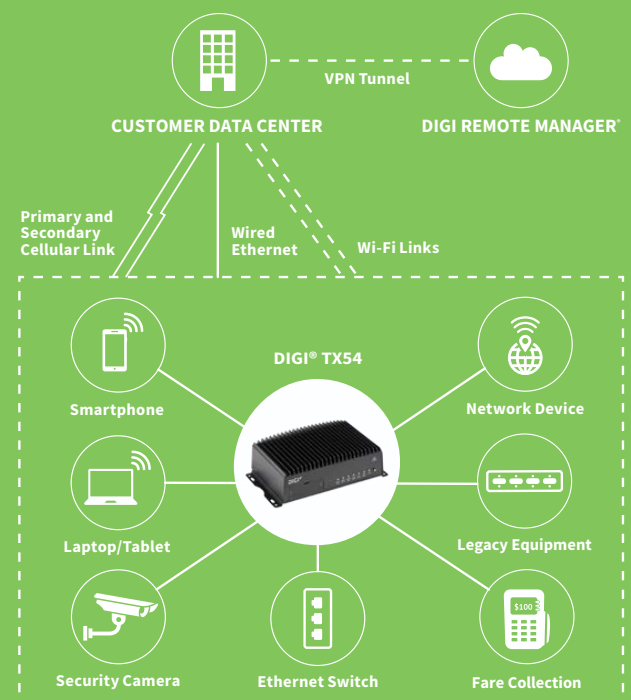 VPN Tunnel
CUSTOMER DATA CENTER
DIGI REMOTE MANAGER®
Primary and
Secondary
Cellular Link
Wired
Ethernet
Wi-Fi Links
DIGI® TX54
Smartphone
Network Device
DIGI
Laptop/Tablet
Legacy Equipment
$100
Security Camera
Ethernet Switch
Fare Collection